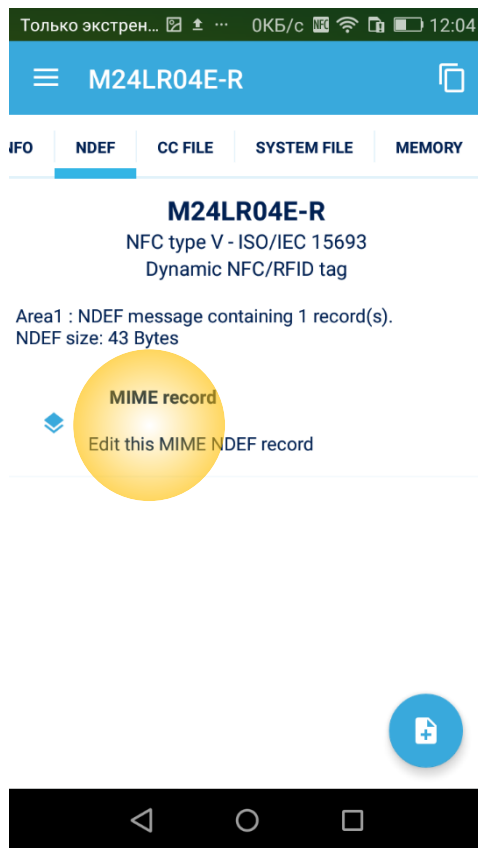 Только экстрен... ... 0КБ/с NFC 12:04
M24LR04E-R
NFO NDEF CC FILE SYSTEM FILE MEMORY
M24LR04E-R
NFC type V - ISO/IEC 15693
Dynamic NFC/RFID tag
Area1 : NDEF message containing 1 record(s).
NDEF size: 43 Bytes
MIME record
Edit this MIME NDEF record